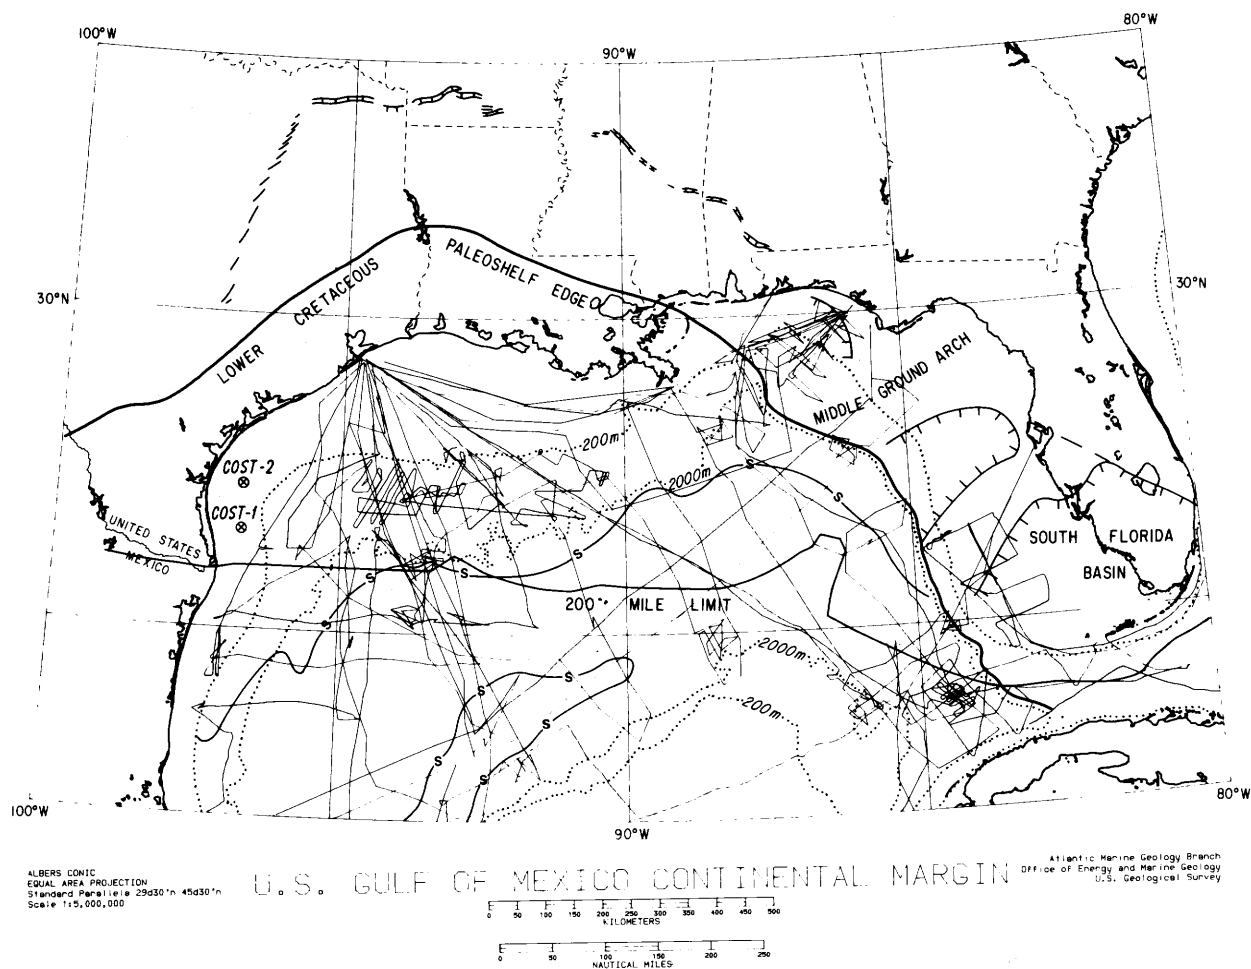 100°W
90°W
80°W
30°N
30°N
LOWER CRETACEOUS PALEOSHELF EDGE
MIDDLE GROUND ARCH
200m
2000m
COST-2
COST-1
UNITED STATES
MEXICO
S
S
S
S
S
S
SOUTH FLORIDA
BASIN
200 MILE LIMIT
2000m
200m
S
S
S
S
S
100°W
90°W
80°W
ALBERS CONIC
EQUAL AREA PROJECTION
Standard Parallels 29d30'n 45d30'n
Scale 1:5,000,000
U.S. GULF OF MEXICO CONTINENTAL MARGIN
Atlantic Marine Geology Branch
Office of Energy and Marine Geology
U.S. Geological Survey
0 50 100 150 200 250 300 350 400 450 500
KILOMETERS
0 50 100 150 200 250
NAUTICAL MILES